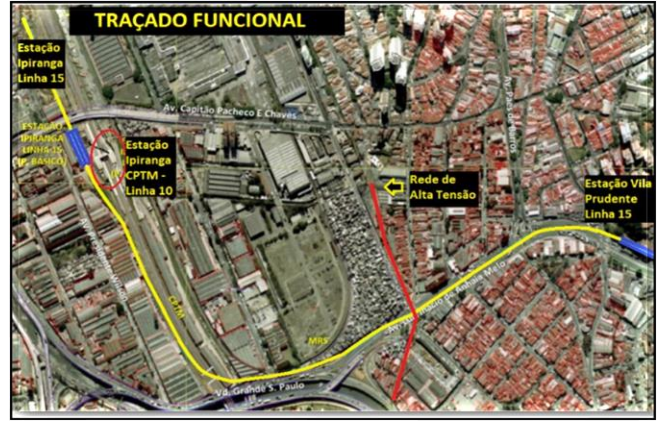 TRAÇADO FUNCIONAL
Estação
Ipiranga
Linha 15
Av. Capitão Pacheco E Chaves
ESTAÇÃO
IPIRANGA
LINHA 15
(P. BÁSICO)
Estação
Ipiranga
CPTM -
Linha 10
Rede de
Alta Tensão
Estação Vila
Prudente
Linha 15
CPTM
MRS
Vd. Grande S. Paulo